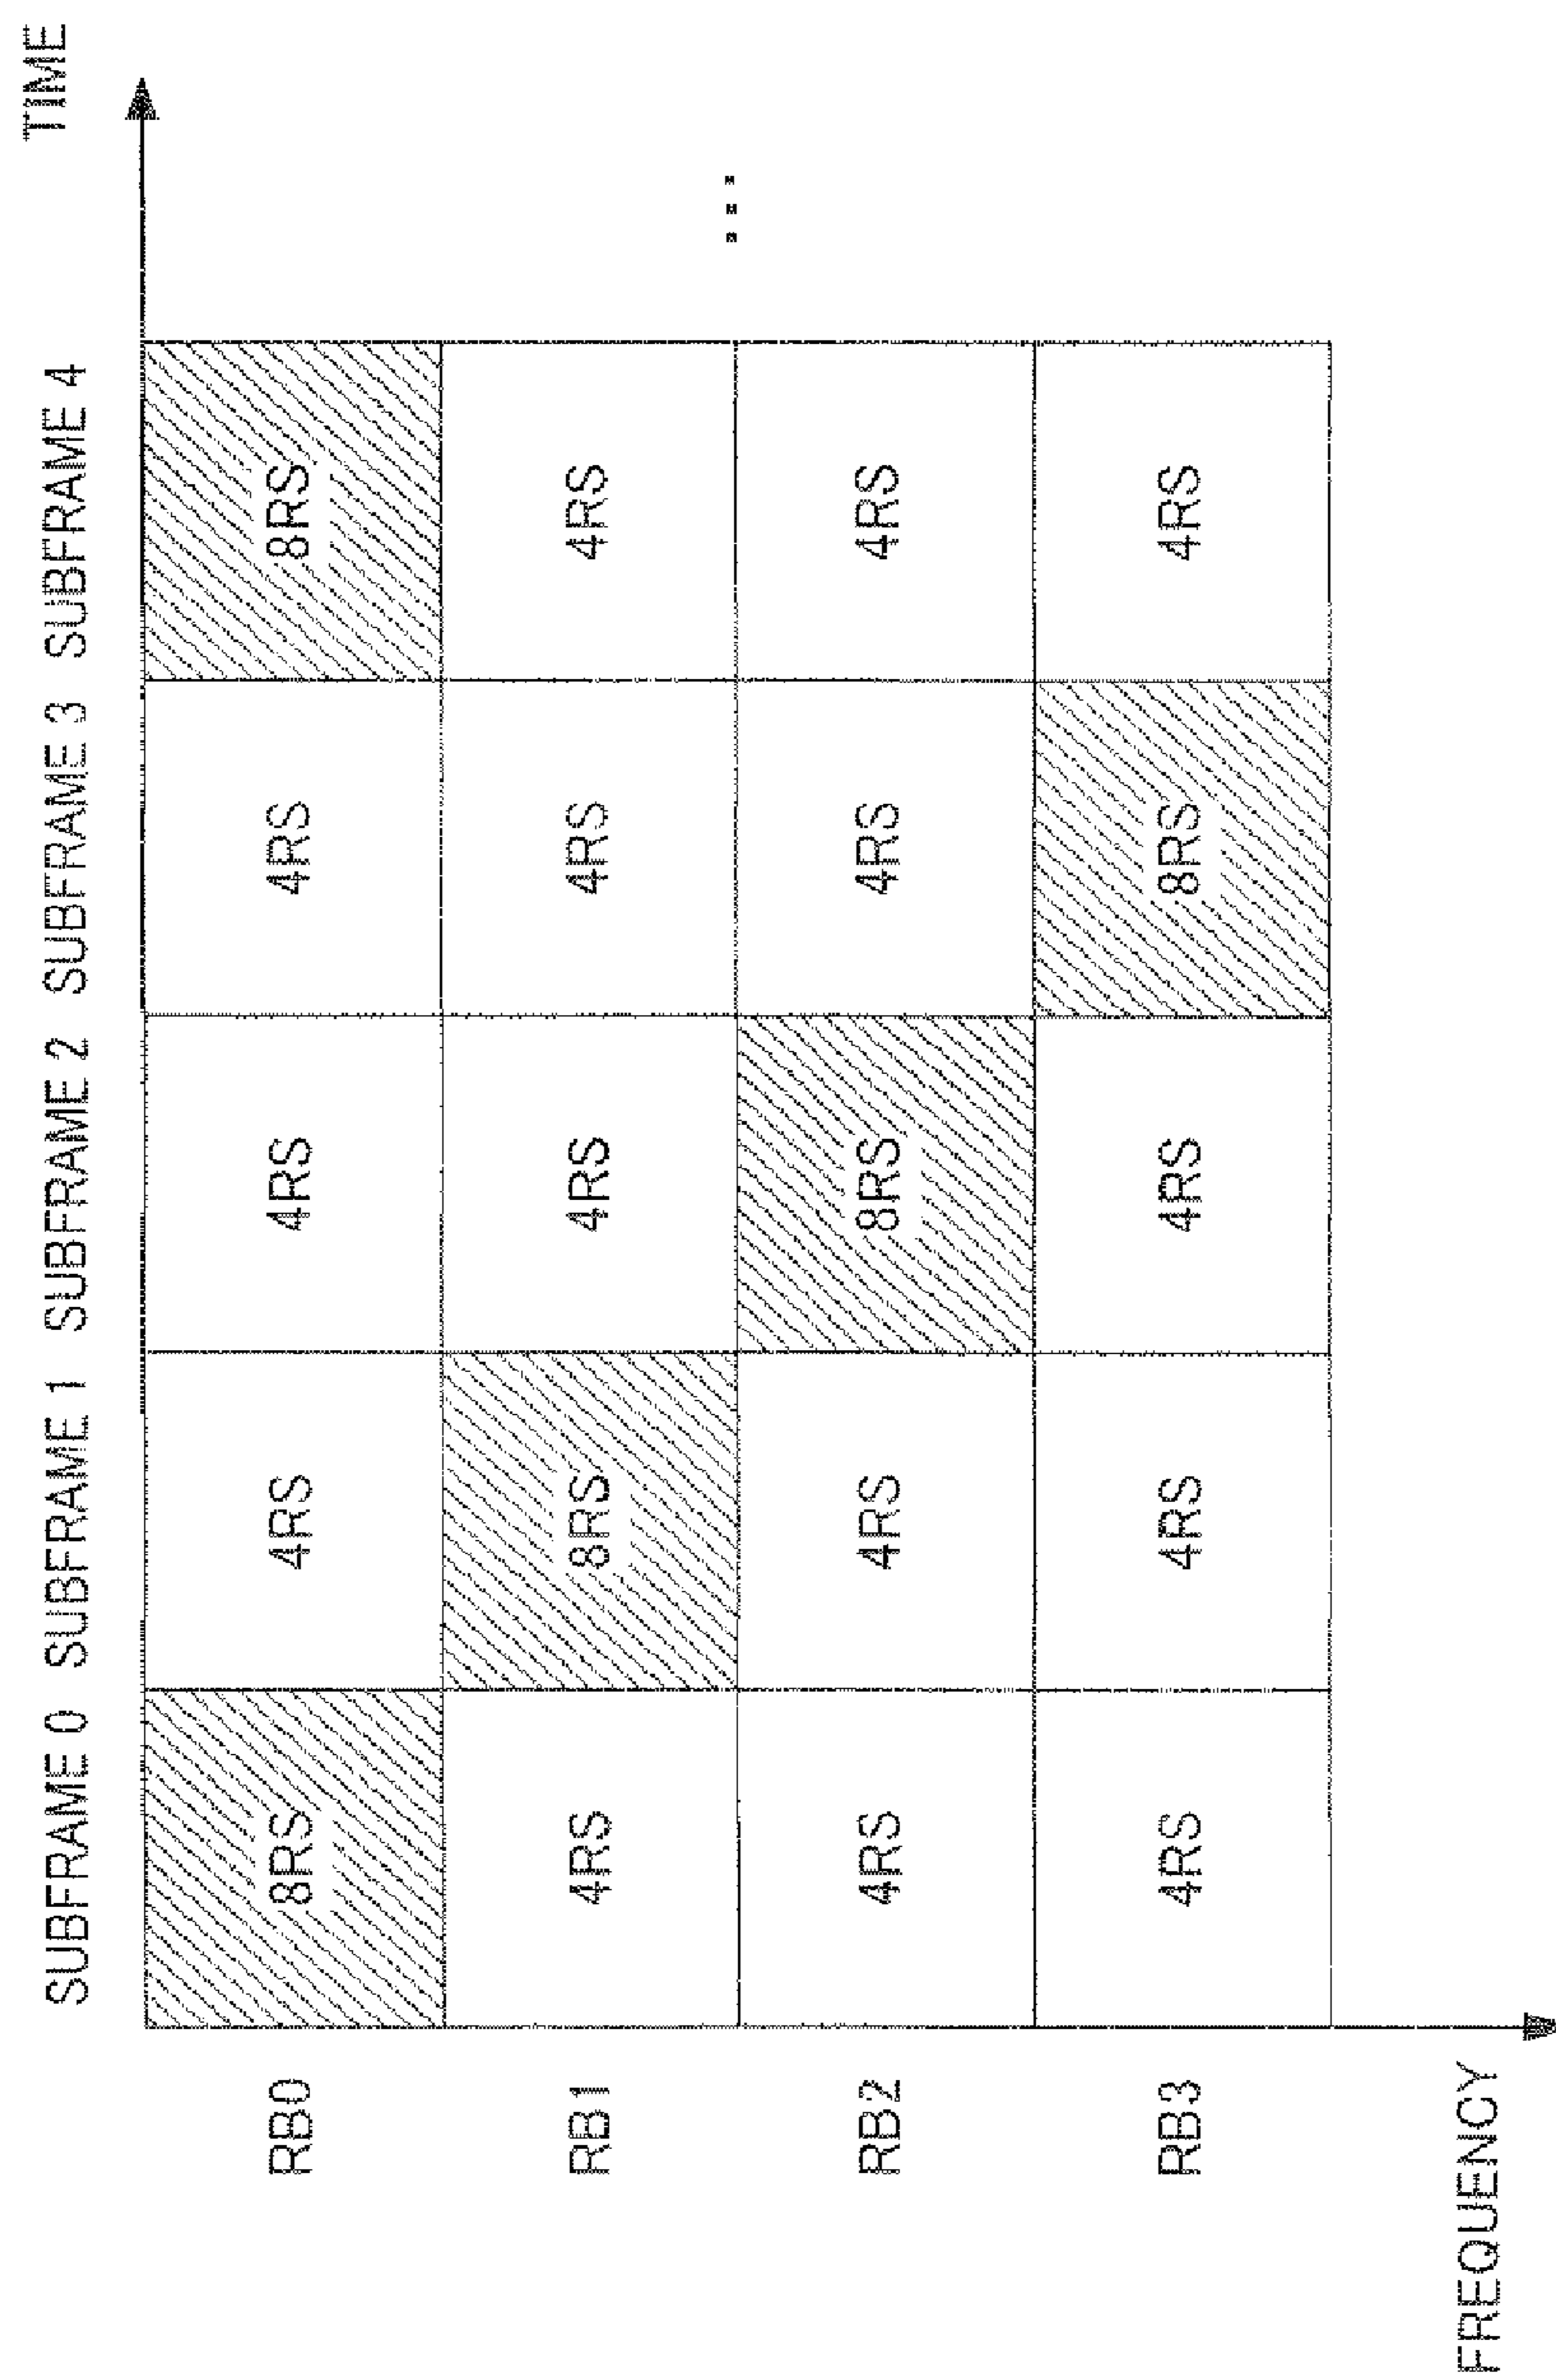 TIME
SUBFRAME 0 SUBFRAME 1 SUBFRAME 2 SUBFRAME 3 SUBFRAME 4
RB0 8RS 4RS 4RS 4RS 8RS
RB1 4RS 8RS 4RS 4RS 4RS
RB2 4RS 4RS 8RS 4RS 4RS
RB3 4RS 4RS 4RS 8RS 4RS
FREQUENCY